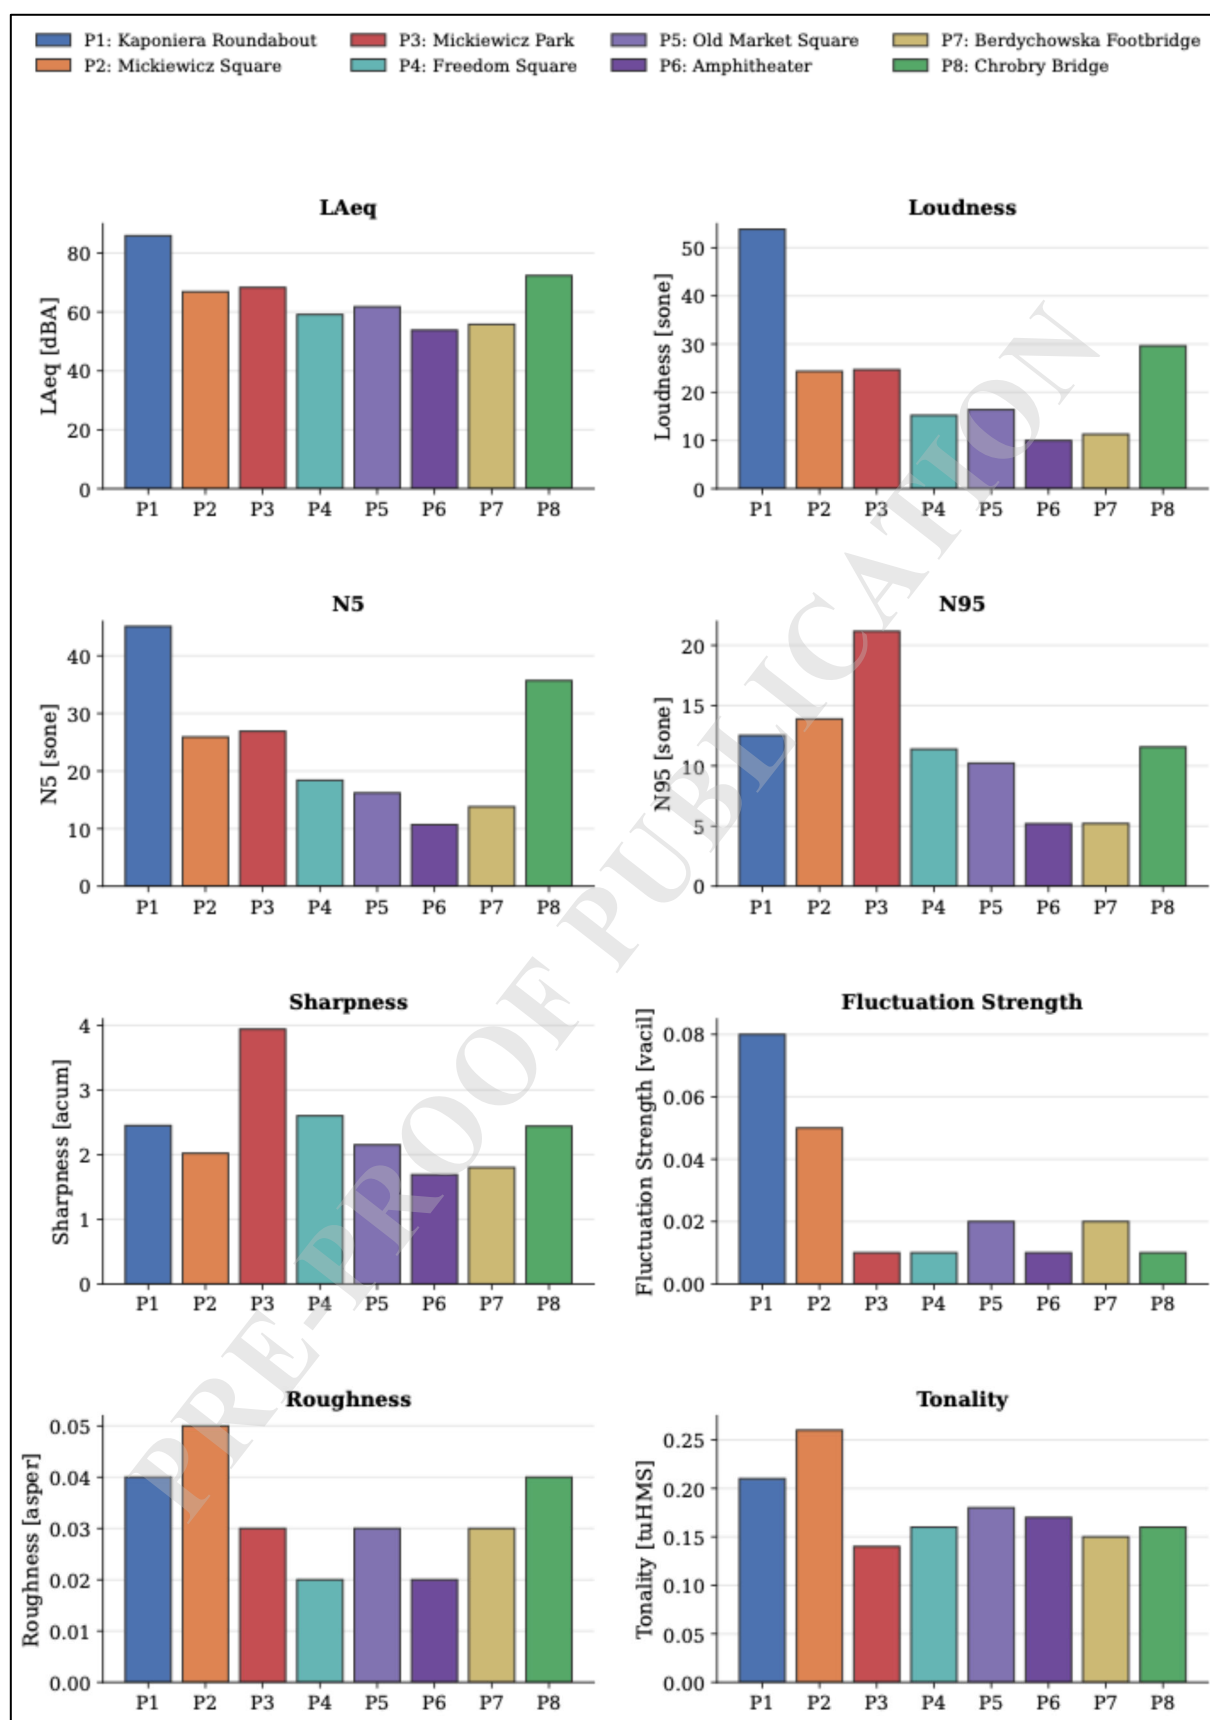 P1: Kaponiera Roundabout P3: Mickiewicz Park P5: Old Market Square P7: Berdychowska Footbridge
P2: Mickiewicz Square P4: Freedom Square P6: Amphitheater P8: Chrobry Bridge
LAeq
LAeq [dBA]
80
60
40
20
0
P1 P2 P3 P4 P5 P6 P7 P8
Loudness
Loudness [sone]
50
40
30
20
10
0
P1 P2 P3 P4 P5 P6 P7 P8
N5
N5 [sone]
40
30
20
10
0
P1 P2 P3 P4 P5 P6 P7 P8
N95
N95 [sone]
20
15
10
5
0
P1 P2 P3 P4 P5 P6 P7 P8
Sharpness
Sharpness [acum]
4
3
2
1
0
P1 P2 P3 P4 P5 P6 P7 P8
Fluctuation Strength
Fluctuation Strength [vacil]
0.08
0.06
0.04
0.02
0.00
P1 P2 P3 P4 P5 P6 P7 P8
Roughness
Roughness [asper]
0.05
0.04
0.03
0.02
0.01
0.00
P1 P2 P3 P4 P5 P6 P7 P8
Tonality
Tonality [tuHMS]
0.25
0.20
0.15
0.10
0.05
0.00
P1 P2 P3 P4 P5 P6 P7 P8
PRE-PROOF PUBLICATION